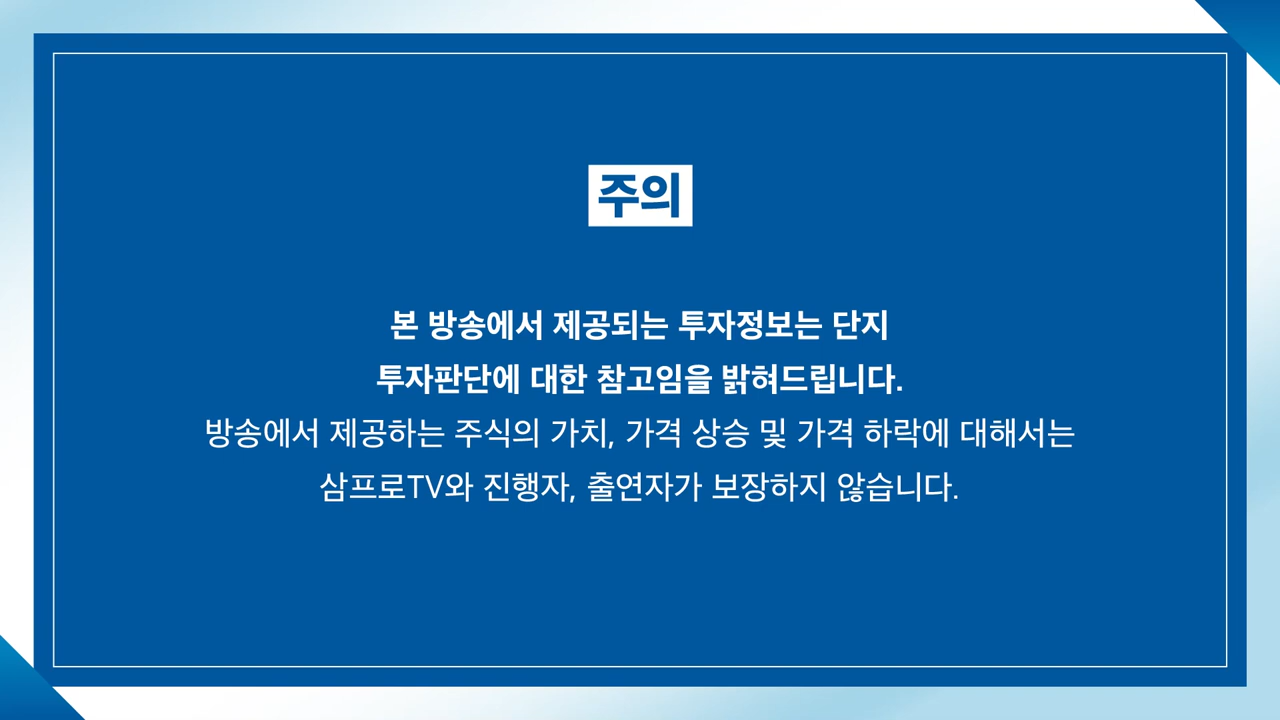 주의
본 방송에서 제공되는 투자정보는 단지
투자판단에 대한 참고임을 밝혀드립니다.
방송에서 제공하는 주식의 가치, 가격 상승 및 가격 하락에 대해서는
삼프로TV와 진행자, 출연자가 보장하지 않습니다.